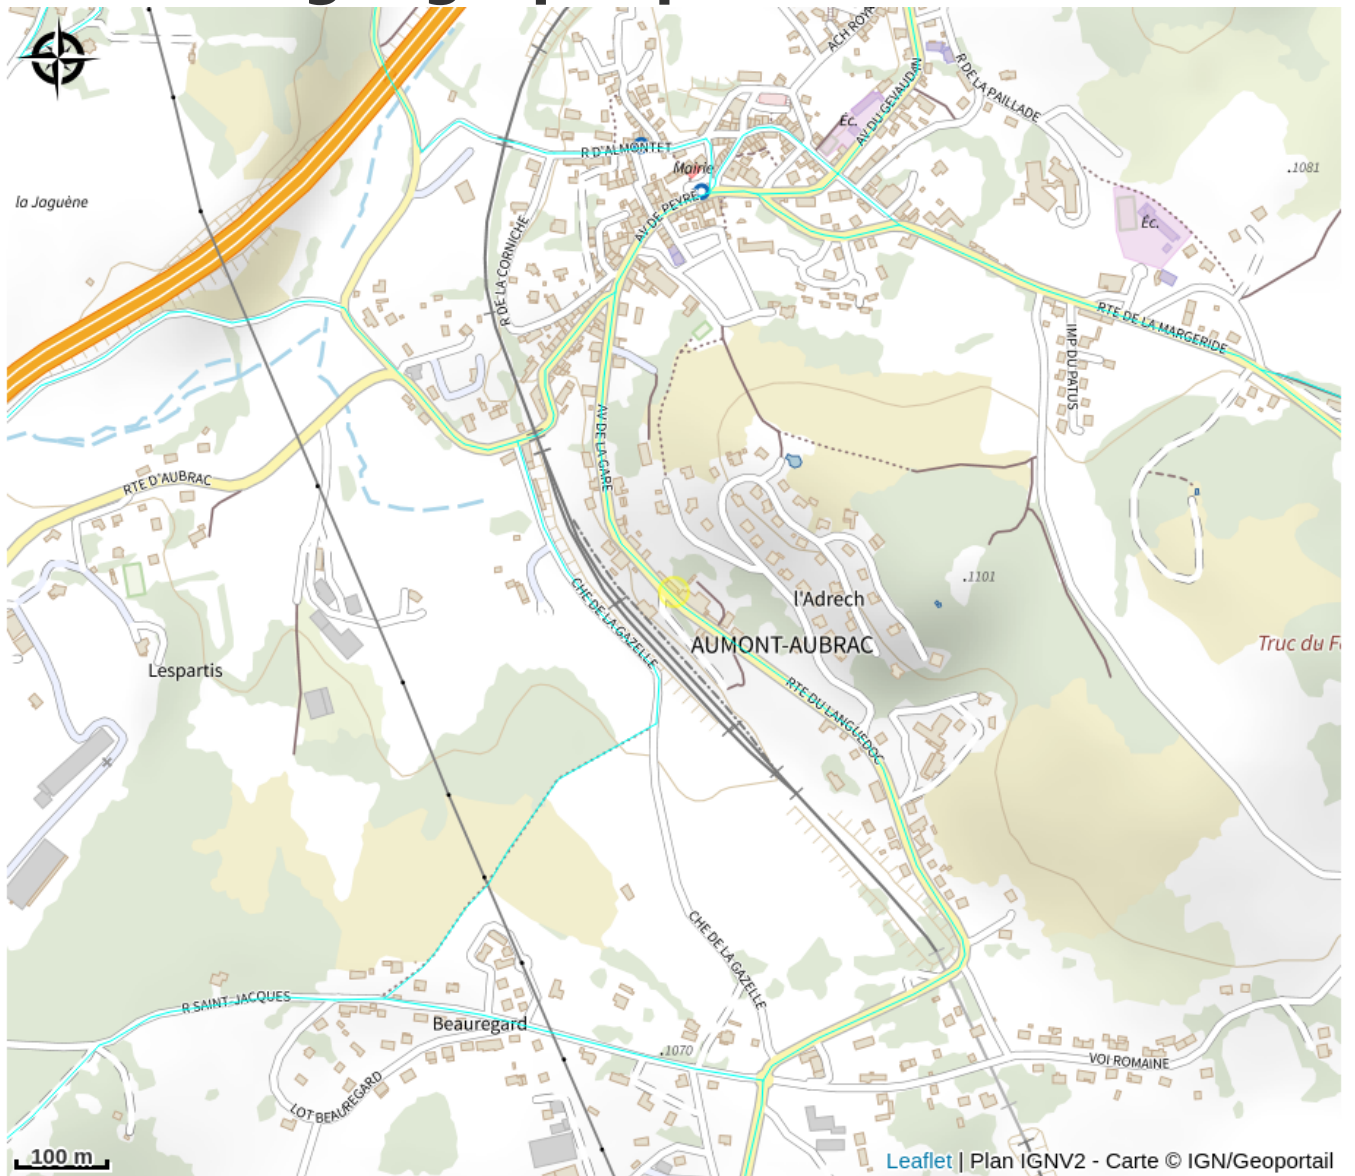 ACH ROYA
R DE LA PAILLADE
AV DU GEVAUDAN
Éc.
R D'ALMONTET
Mairie
.1081
la Jaguène
AV DE PEYRE
Éc.
R DE LA CORNICHE
RTE DE LA MARGERIDE
IMP DU PATUS
AV DE LA GARE
RTE D'AUBRAC
.1101
CHE DE LA GAZELLE
l'Adrech
AUMONT-AUBRAC
Truc du F
Lespartis
RTE DU LANGUEDOC
CHE DE LA GAZELLE
R SAINT-JACQUES
Beauregard
.1070
VOI ROMAINE
LOT BEAUREGARD
100 m
Leaflet | Plan IGNV2 - Carte © IGN/Geoportail